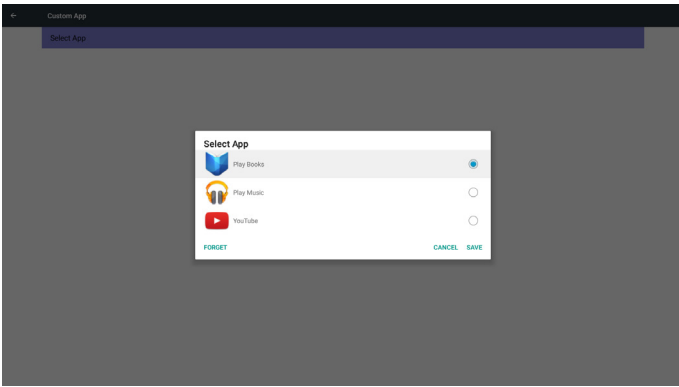 Custom App
Select App
Select App
Play Books
Play Music
YouTube
FORGET CANCEL SAVE